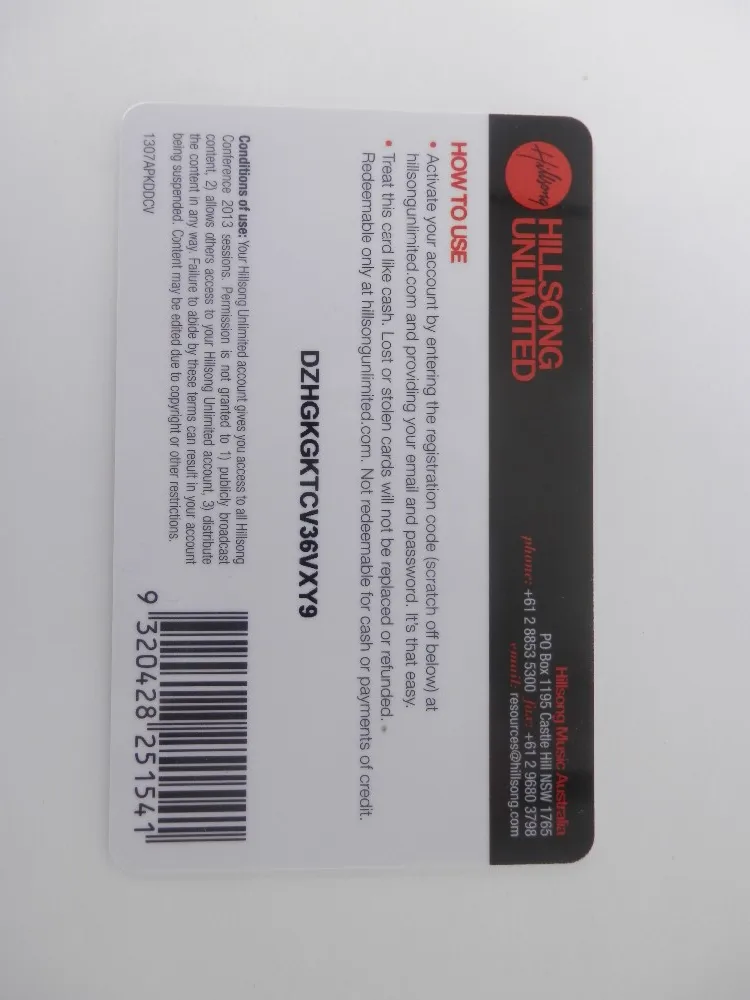 Hillsong
HILLSONG
UNLIMITED
Hillsong Music Australia
PO Box 1195 Castle Hill NSW 1765
phone: +61 2 8853 5300 fax: +61 2 9680 3798
email: resources@hillsong.com
HOW TO USE
• Activate your account by entering the registration code (scratch off below) at
hillsongunlimited.com and providing your email and password. It's that easy.
• Treat this card like cash. Lost or stolen cards will not be replaced or refunded. •
Redeemable only at hillsongunlimited.com. Not redeemable for cash or payments of credit.
DZHGKGKTCV36VXY9
Conditions of use: Your Hillsong Unlimited account gives you access to all Hillsong
Conference 2013 sessions. Permission is not granted to 1) publicly broadcast
content, 2) allows others access to your Hillsong Unlimited account, 3) distribute
the content in any way. Failure to abide by these terms can result in your account
being suspended. Content may be edited due to copyright or other restrictions.
1307APKDDCV
9 320428 251541